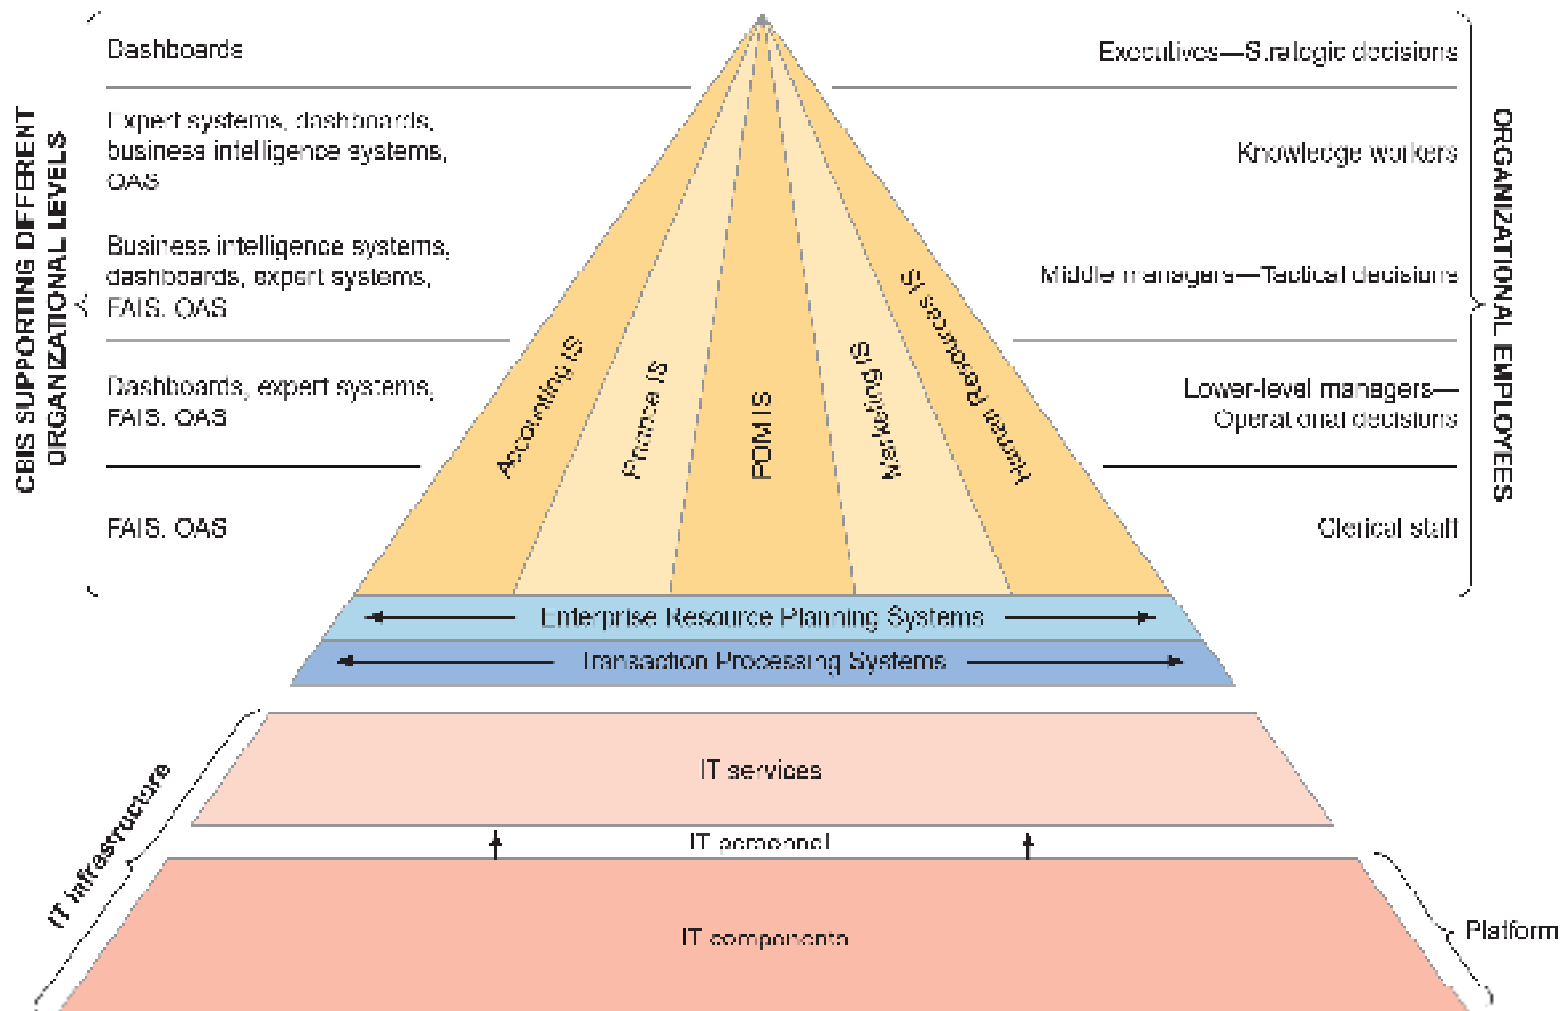 CBIS SUPPORTING DIFFERENT
ORGANIZATIONAL LEVELS
Dashboards
Expert systems, dashboards,
business intelligence systems,
OAS
Business intelligence systems,
dashboards, expert systems,
FAIS, OAS
Dashboards, expert systems,
FAIS, OAS
FAIS, OAS
Accounting IS
Finance IS
POM IS
Marketing IS
Human Resources IS
Executives—Strategic decisions
Knowledge workers
Middle managers—Tactical decisions
Lower-level managers—
Operational decisions
Clerical staff
ORGANIZATIONAL EMPLOYEES
Enterprise Resource Planning Systems
Transaction Processing Systems
IT infrastructure
IT services
IT personnel
IT components
Platform